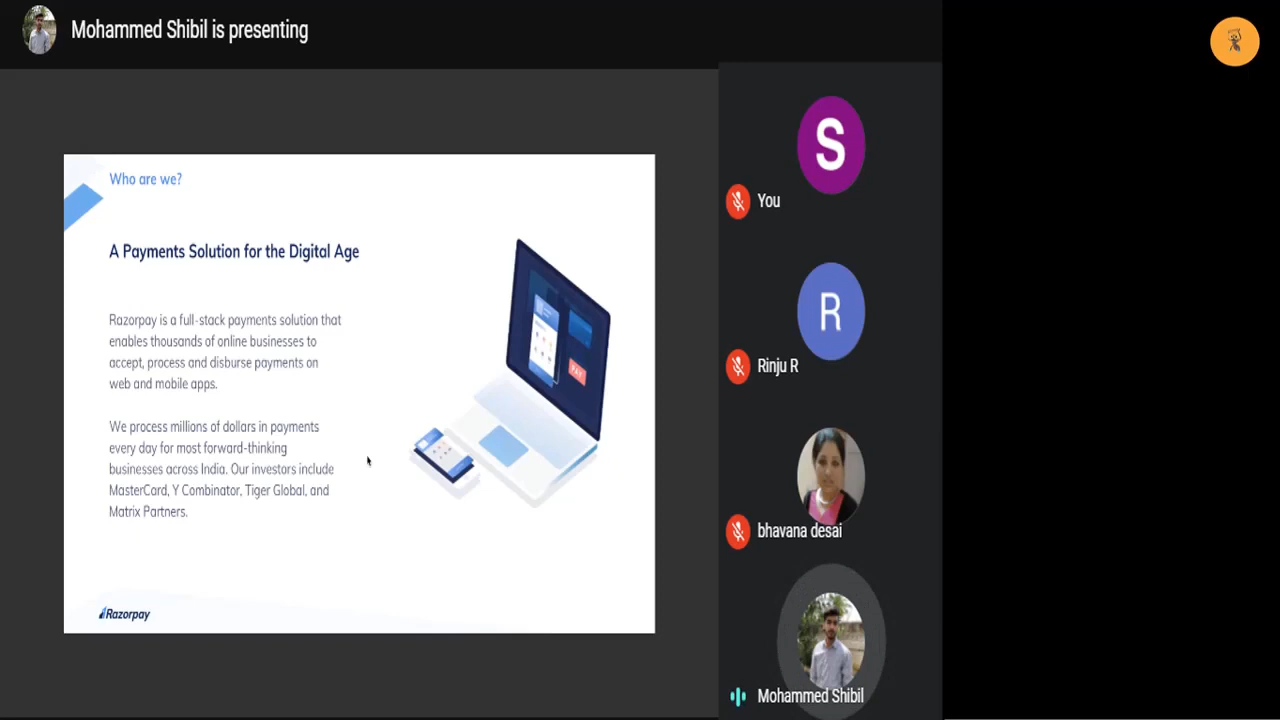 Mohammed Shibil is presenting
Who are we?
A Payments Solution for the Digital Age
Razorpay is a full-stack payments solution that
enables thousands of online businesses to
accept, process and disburse payments on
web and mobile apps.
We process millions of dollars in payments
every day for most forward-thinking
businesses across India. Our investors include
MasterCard, Y Combinator, Tiger Global, and
Matrix Partners.
PAY
Razorpay
S
You
R
Rinju R
bhavana desai
Mohammed Shibil